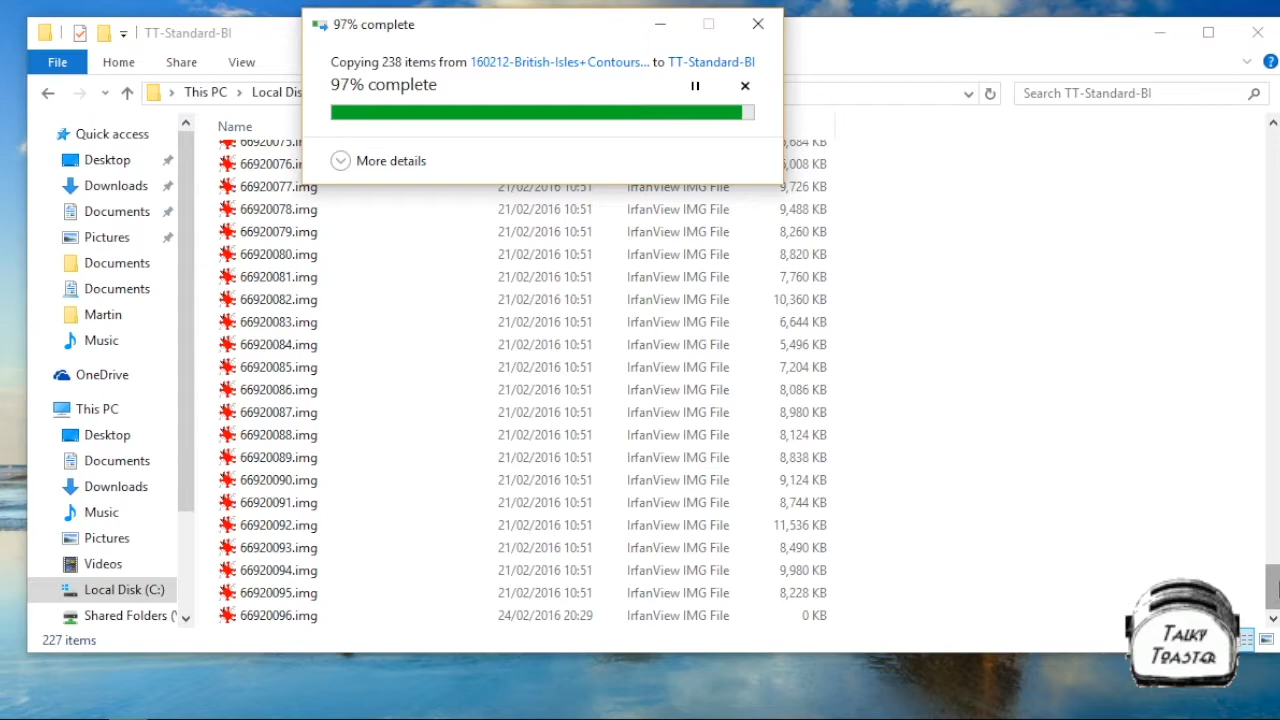 TT-Standard-BI
97% complete
File Home Share View
Copying 238 items from 160212-British-Isles+Contours... to TT-Standard-BI
97% complete
This PC Local Dis
Search TT-Standard-BI
More details
Name
Quick access
Desktop
Downloads
Documents
Pictures
Documents
Documents
Martin
Music
OneDrive
This PC
Desktop
Documents
Downloads
Music
Pictures
Videos
Local Disk (C:)
Shared Folders (
66920075.i ,684 KB
66920076.i ,008 KB
66920077.img 21/02/2016 10:51 IrfanView IMG File 9,726 KB
66920078.img 21/02/2016 10:51 IrfanView IMG File 9,488 KB
66920079.img 21/02/2016 10:51 IrfanView IMG File 8,260 KB
66920080.img 21/02/2016 10:51 IrfanView IMG File 8,820 KB
66920081.img 21/02/2016 10:51 IrfanView IMG File 7,760 KB
66920082.img 21/02/2016 10:51 IrfanView IMG File 10,360 KB
66920083.img 21/02/2016 10:51 IrfanView IMG File 6,644 KB
66920084.img 21/02/2016 10:51 IrfanView IMG File 5,496 KB
66920085.img 21/02/2016 10:51 IrfanView IMG File 7,204 KB
66920086.img 21/02/2016 10:51 IrfanView IMG File 8,086 KB
66920087.img 21/02/2016 10:51 IrfanView IMG File 8,980 KB
66920088.img 21/02/2016 10:51 IrfanView IMG File 8,124 KB
66920089.img 21/02/2016 10:51 IrfanView IMG File 8,838 KB
66920090.img 21/02/2016 10:51 IrfanView IMG File 9,124 KB
66920091.img 21/02/2016 10:51 IrfanView IMG File 8,744 KB
66920092.img 21/02/2016 10:51 IrfanView IMG File 11,536 KB
66920093.img 21/02/2016 10:51 IrfanView IMG File 8,490 KB
66920094.img 21/02/2016 10:51 IrfanView IMG File 9,980 KB
66920095.img 21/02/2016 10:51 IrfanView IMG File 8,228 KB
66920096.img 24/02/2016 20:29 IrfanView IMG File 0 KB
227 items
TALKY
TOASTER